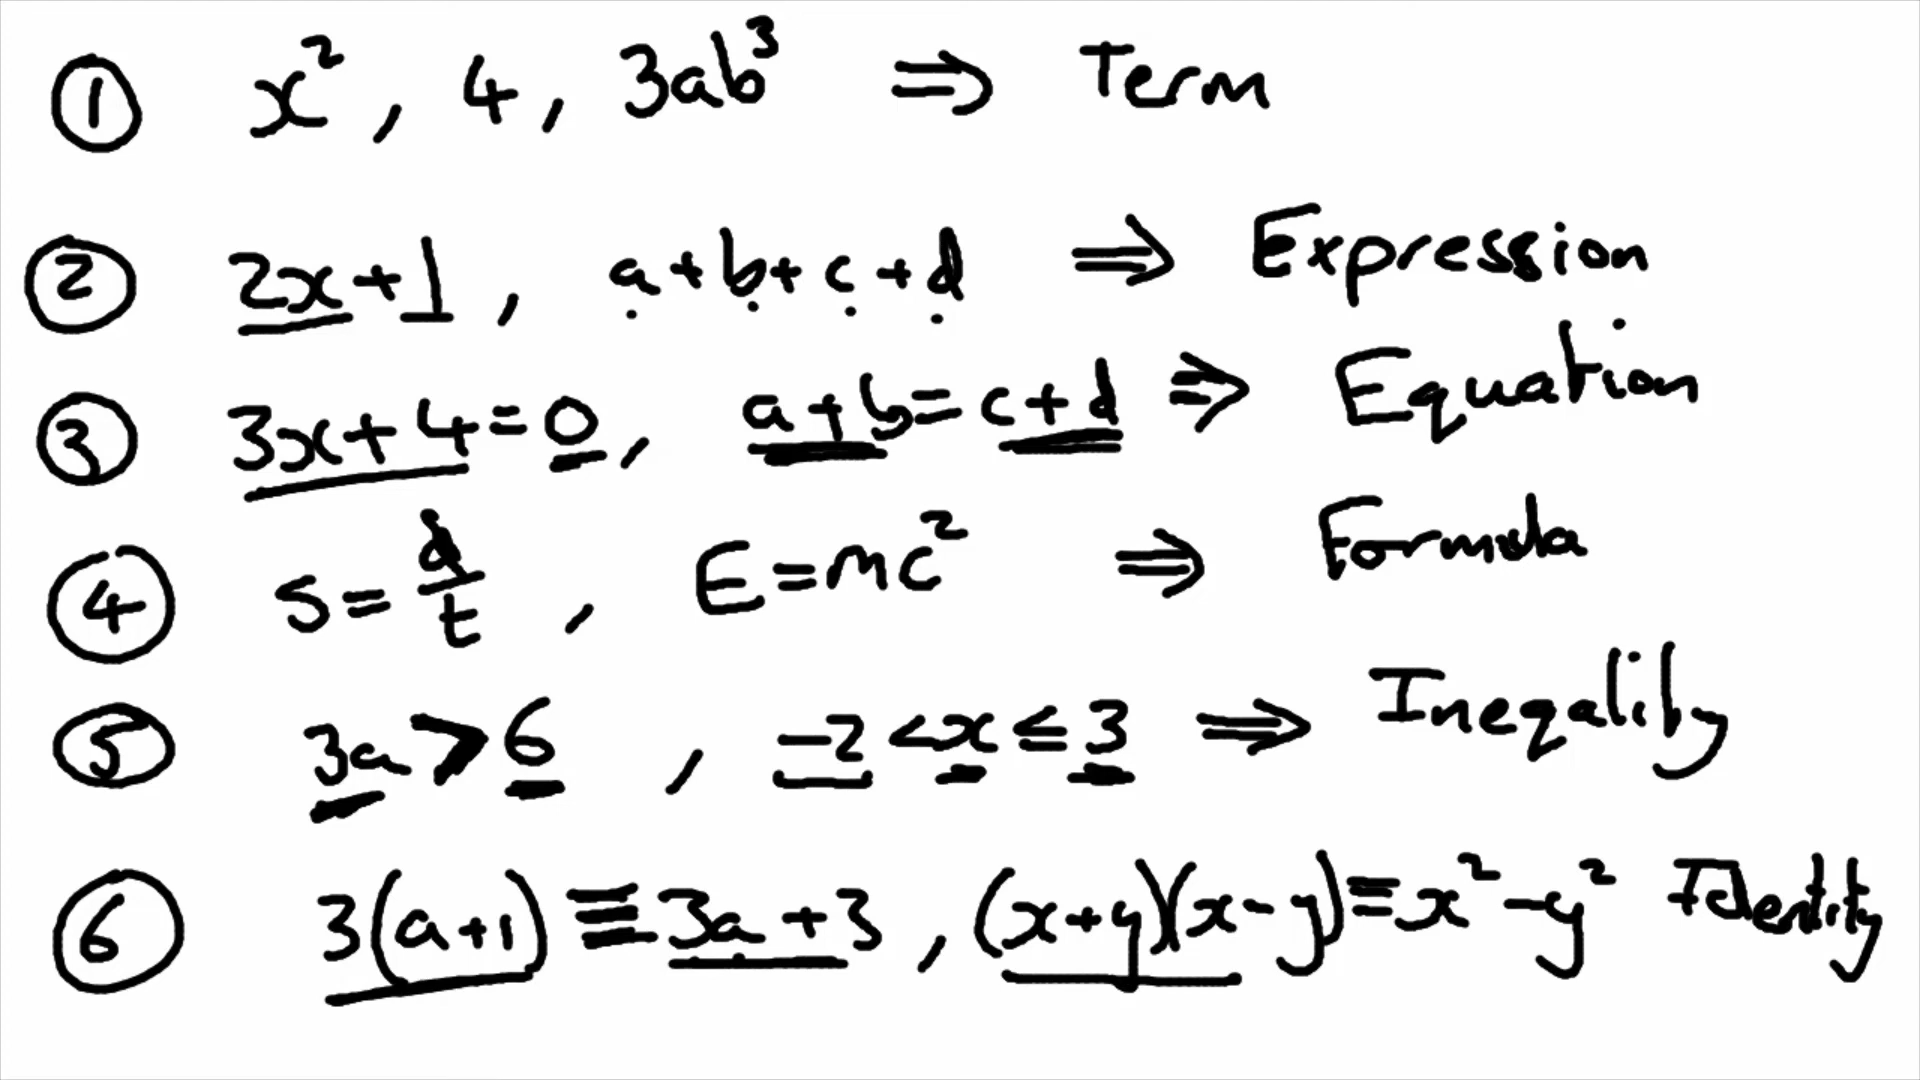 ① x², 4, 3ab³ ⇒ Term
② 2x+1, a+b+c+d ⇒ Expression
③ 3x+4=0, a+b=c+d ⇒ Equation
④ s=d/t, E=mc² ⇒ Formula
⑤ 3a>6, -2<x≤3 ⇒ Ineqality
⑥ 3(a+1)≡3a+3, (x+y)(x-y)≡x²-y² Identity